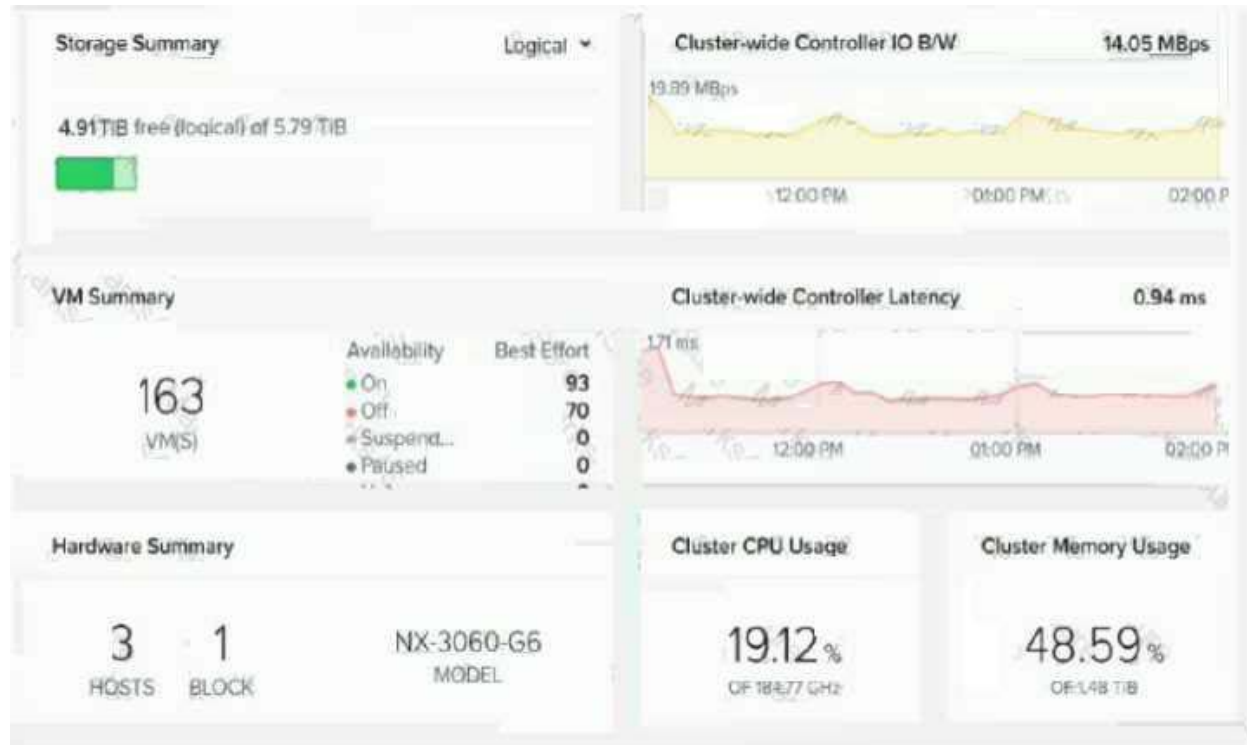 Storage Summary
Logical
4.91 TiB free (logical) of 5.79 TiB
Cluster-wide Controller IO B/W
14.05 MBps
19.89 MBps
12:00 PM
01:00 PM
02:00 P
VM Summary
163
VM(S)
Availability
Best Effort
On
93
Off
70
Suspend...
0
Paused
0
Cluster-wide Controller Latency
0.94 ms
1.71 ms
12:00 PM
01:00 PM
02:00 P
Hardware Summary
3
HOSTS
1
BLOCK
NX-3060-G6
MODEL
Cluster CPU Usage
19.12 %
OF 184.77 GHz
Cluster Memory Usage
48.59 %
OF 1.48 TiB